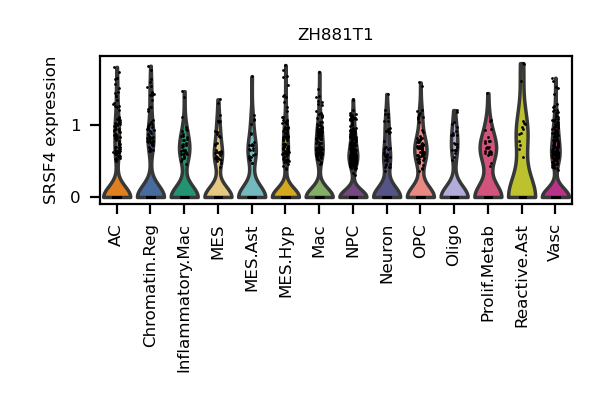 ZH881T1
SRSF4 expression
1
0
AC
Chromatin.Reg
Inflammatory.Mac
MES
MES.Ast
MES.Hyp
Mac
NPC
Neuron
OPC
Oligo
Prolif.Metab
Reactive.Ast
Vasc